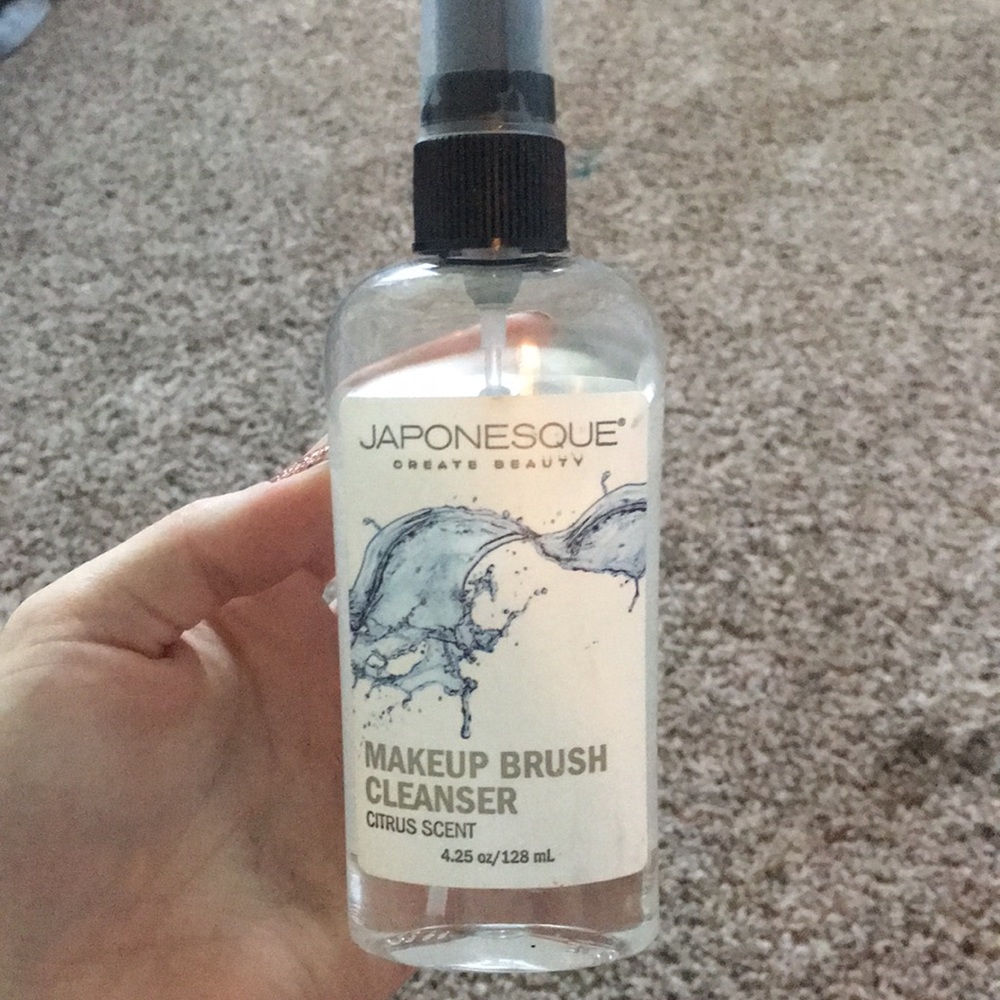 JAPONESQUE®
CREATE BEAUTY
MAKEUP BRUSH
CLEANSER
CITRUS SCENT
4.25 oz/128 mL